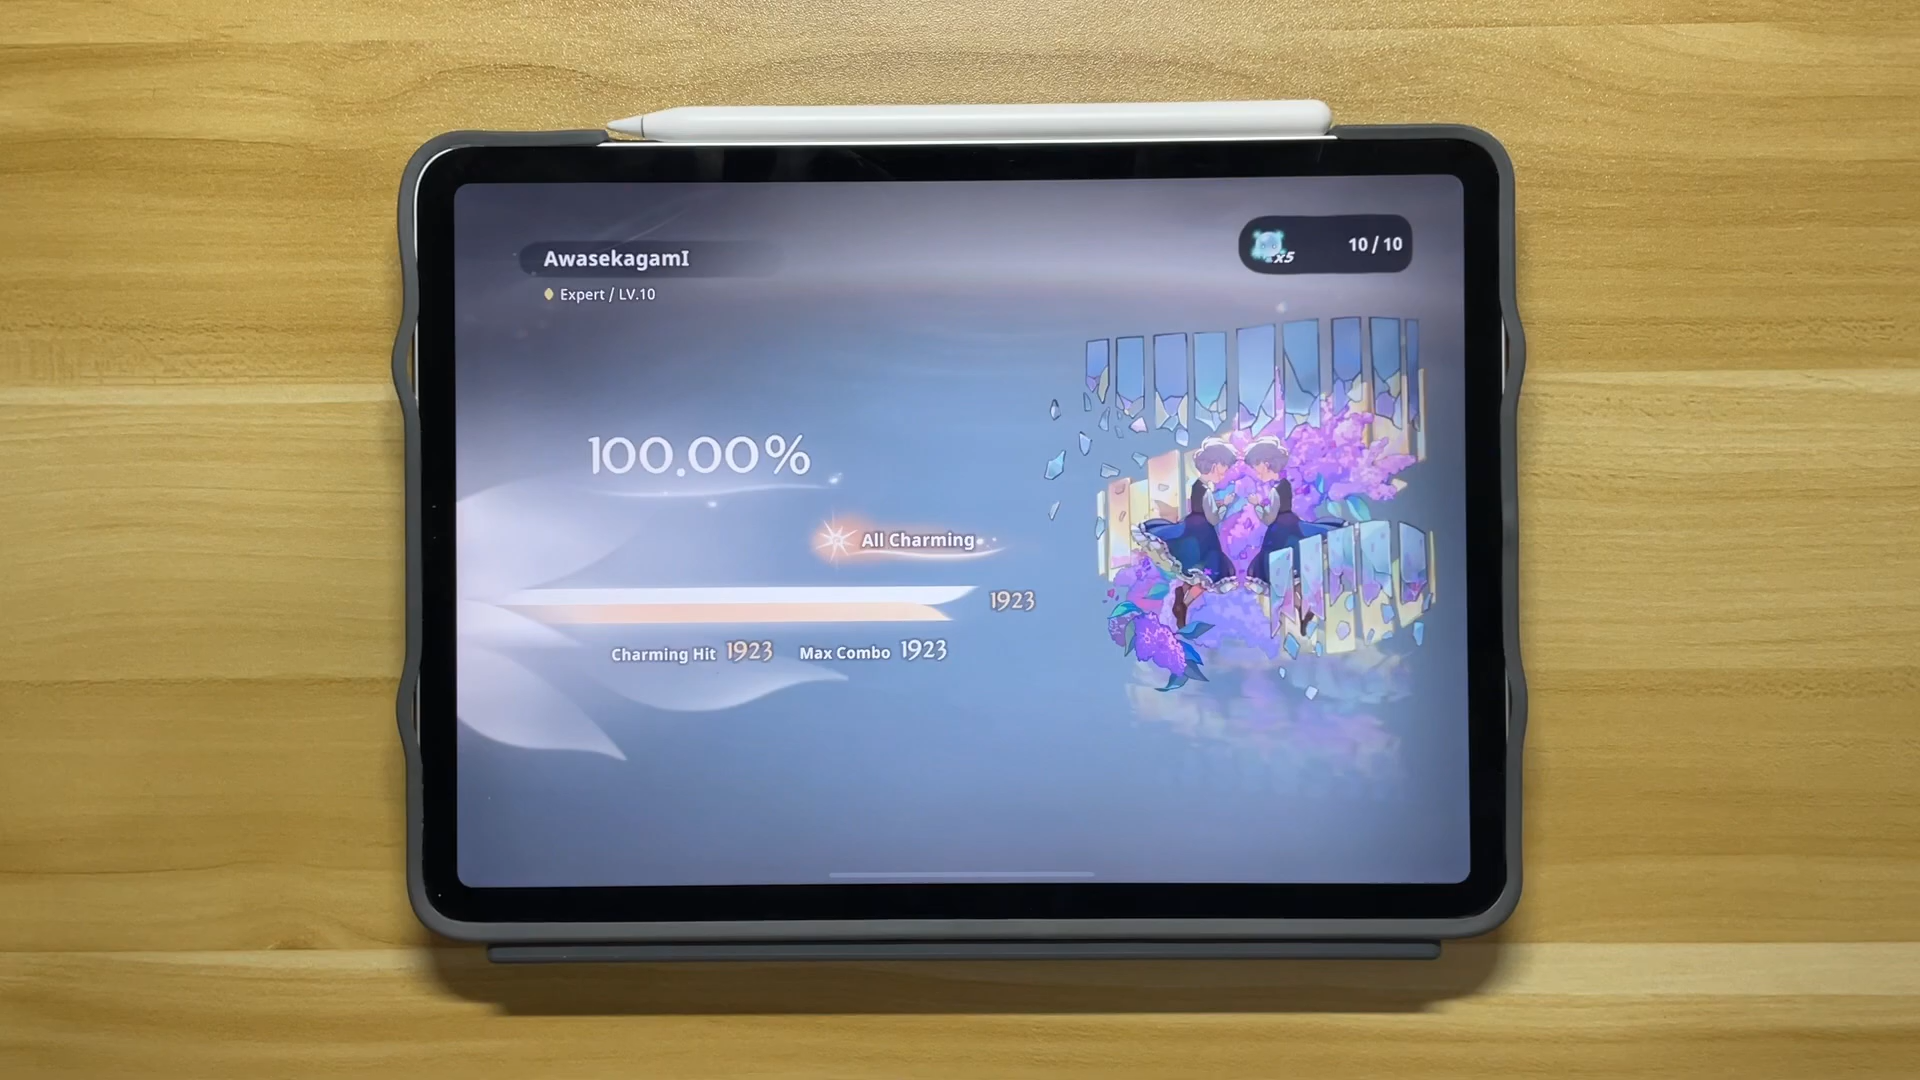 AwasekagamI
x5 10 / 10
Expert / LV.10
100.00%
All Charming
1923
Charming Hit 1923 Max Combo 1923